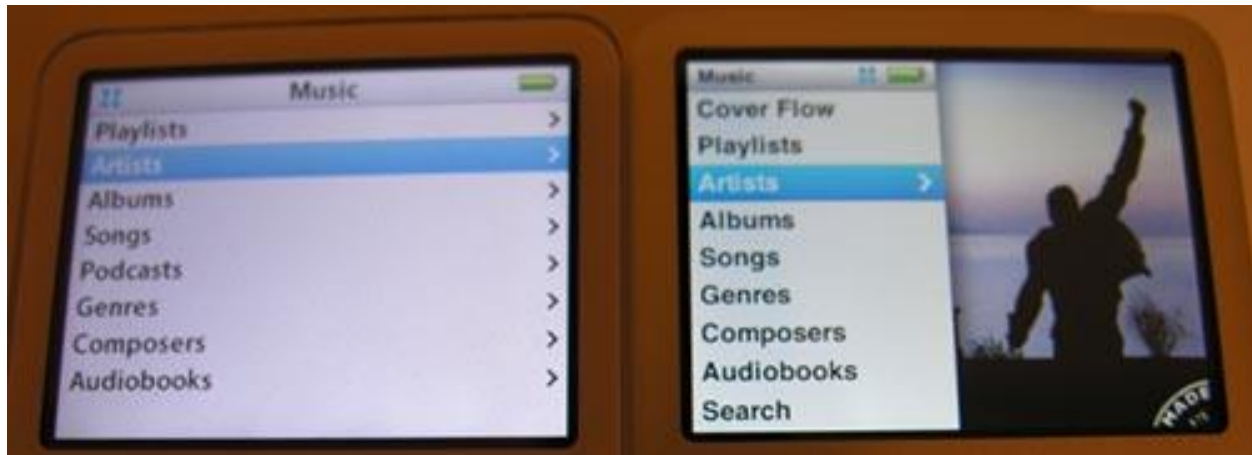 Music
Playlists
Artists
Albums
Songs
Podcasts
Genres
Composers
Audiobooks
Music
Cover Flow
Playlists
Artists
Albums
Songs
Genres
Composers
Audiobooks
Search
MADE